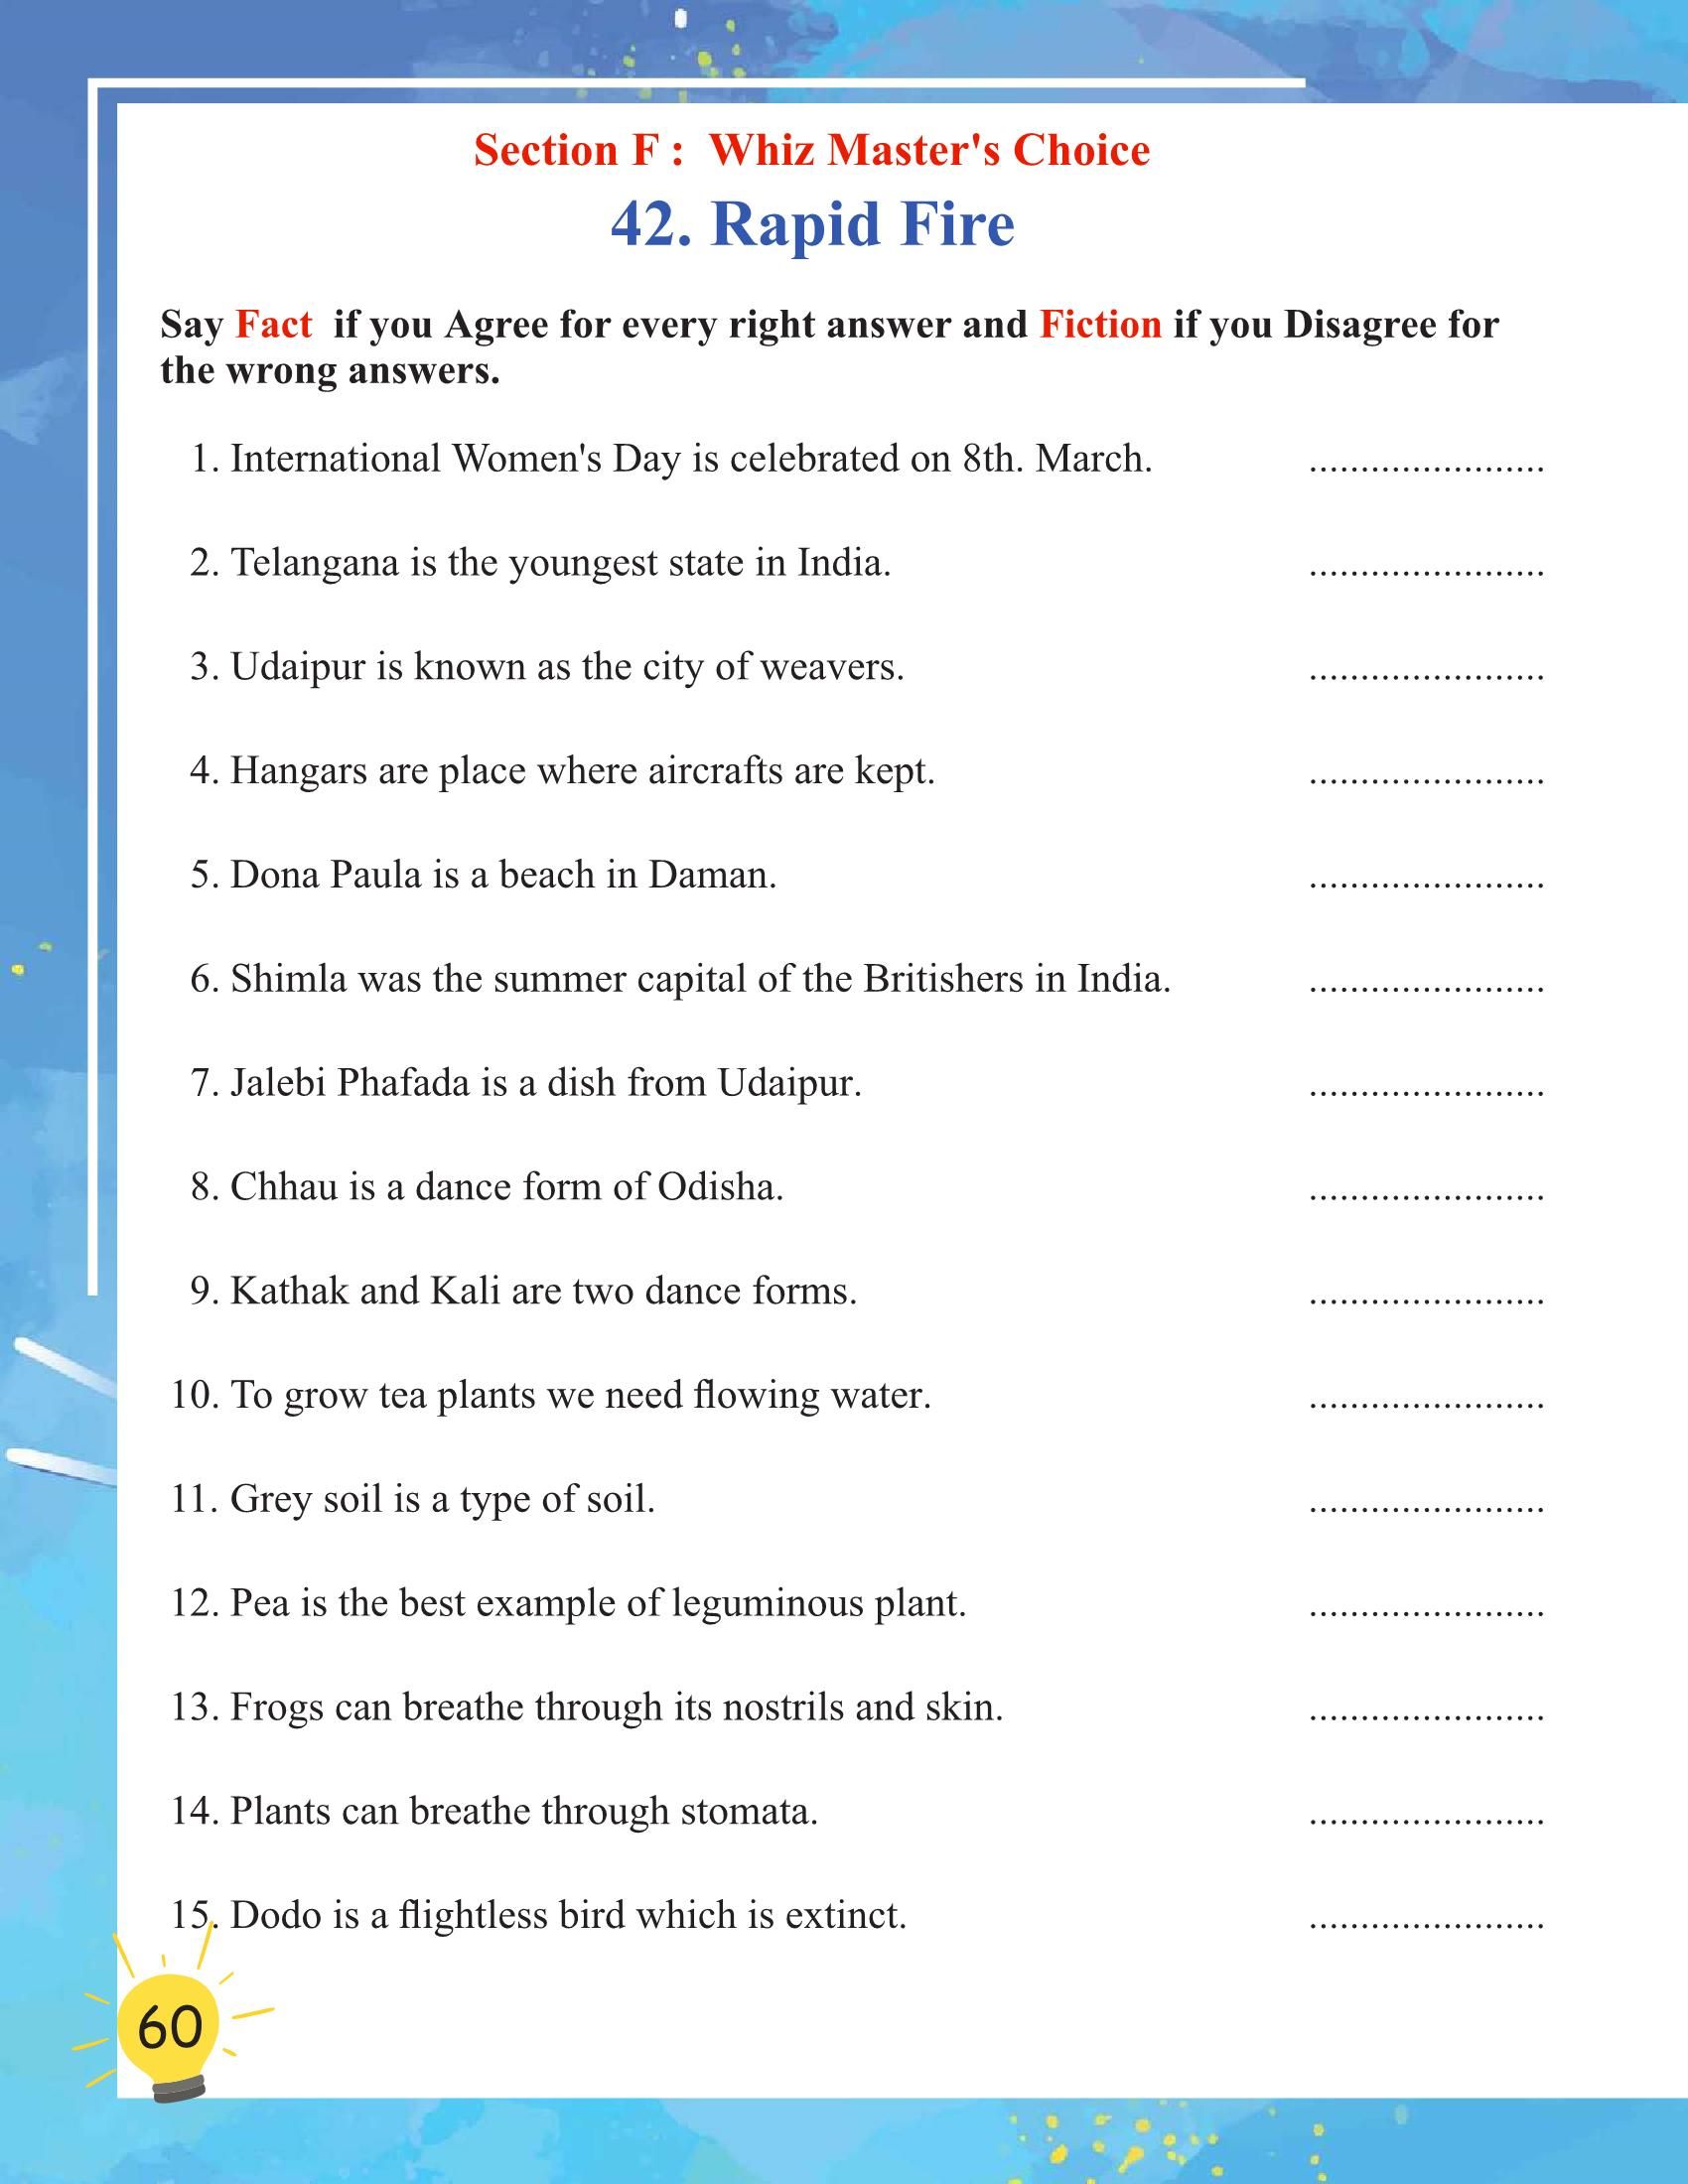 Section F :  Whiz Master's Choice
42. Rapid Fire
Say Fact  if you Agree for every right answer and Fiction if you Disagree for
the wrong answers.
1. International Women's Day is celebrated on 8th. March. .......................
2. Telangana is the youngest state in India. .......................
3. Udaipur is known as the city of weavers. .......................
4. Hangars are place where aircrafts are kept. .......................
5. Dona Paula is a beach in Daman. .......................
6. Shimla was the summer capital of the Britishers in India. .......................
7. Jalebi Phafada is a dish from Udaipur. .......................
8. Chhau is a dance form of Odisha. .......................
9. Kathak and Kali are two dance forms. .......................
10. To grow tea plants we need flowing water. .......................
11. Grey soil is a type of soil. .......................
12. Pea is the best example of leguminous plant. .......................
13. Frogs can breathe through its nostrils and skin. .......................
14. Plants can breathe through stomata. .......................
15. Dodo is a flightless bird which is extinct. .......................
60